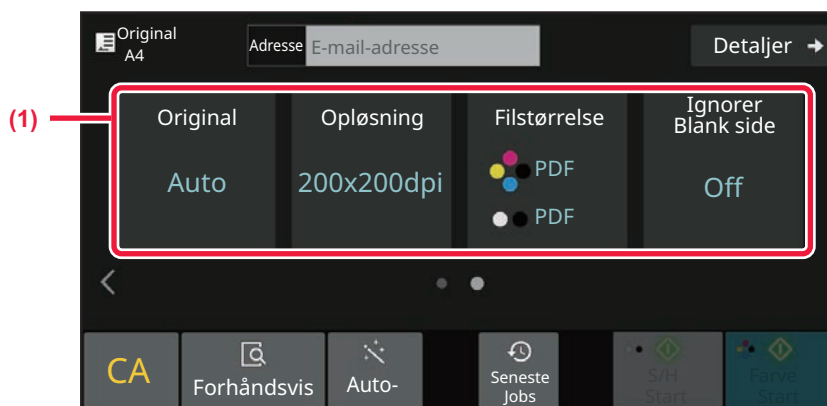 Original
A4
Adresse E-mail-adresse
Detaljer
(1)
Original
Auto
Opløsning
200x200dpi
Filstørrelse
PDF
PDF
Ignorer
Blank side
Off
CA
Forhåndsvis
Auto-
Seneste
Jobs
S/H
Start
Farve
Start